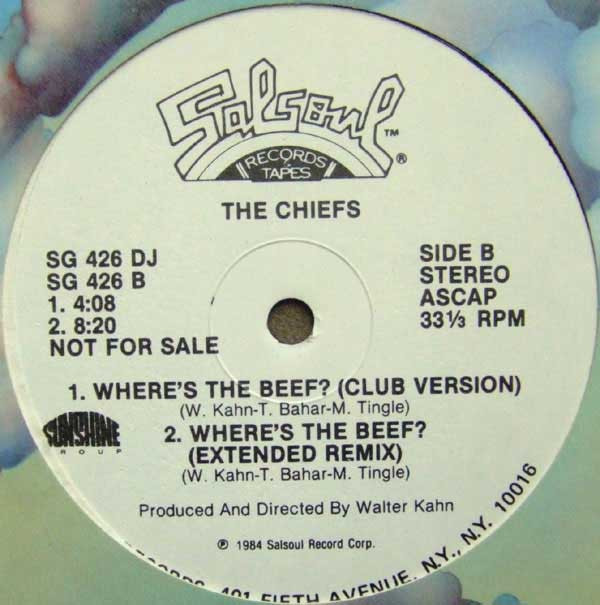 Salsoul TM
RECORDS & TAPES ®
THE CHIEFS
SG 426 DJ
SG 426 B
1. 4:08
2. 8:20
NOT FOR SALE
SIDE B
STEREO
ASCAP
33⅓ RPM
1. WHERE'S THE BEEF? (CLUB VERSION)
(W. Kahn-T. Bahar-M. Tingle)
2. WHERE'S THE BEEF?
(EXTENDED REMIX)
(W. Kahn-T. Bahar-M. Tingle)
SUNSHINE
GROUP
Produced And Directed By Walter Kahn
℗ 1984 Salsoul Record Corp.
401 FIFTH AVENUE, N.Y., N.Y. 10016